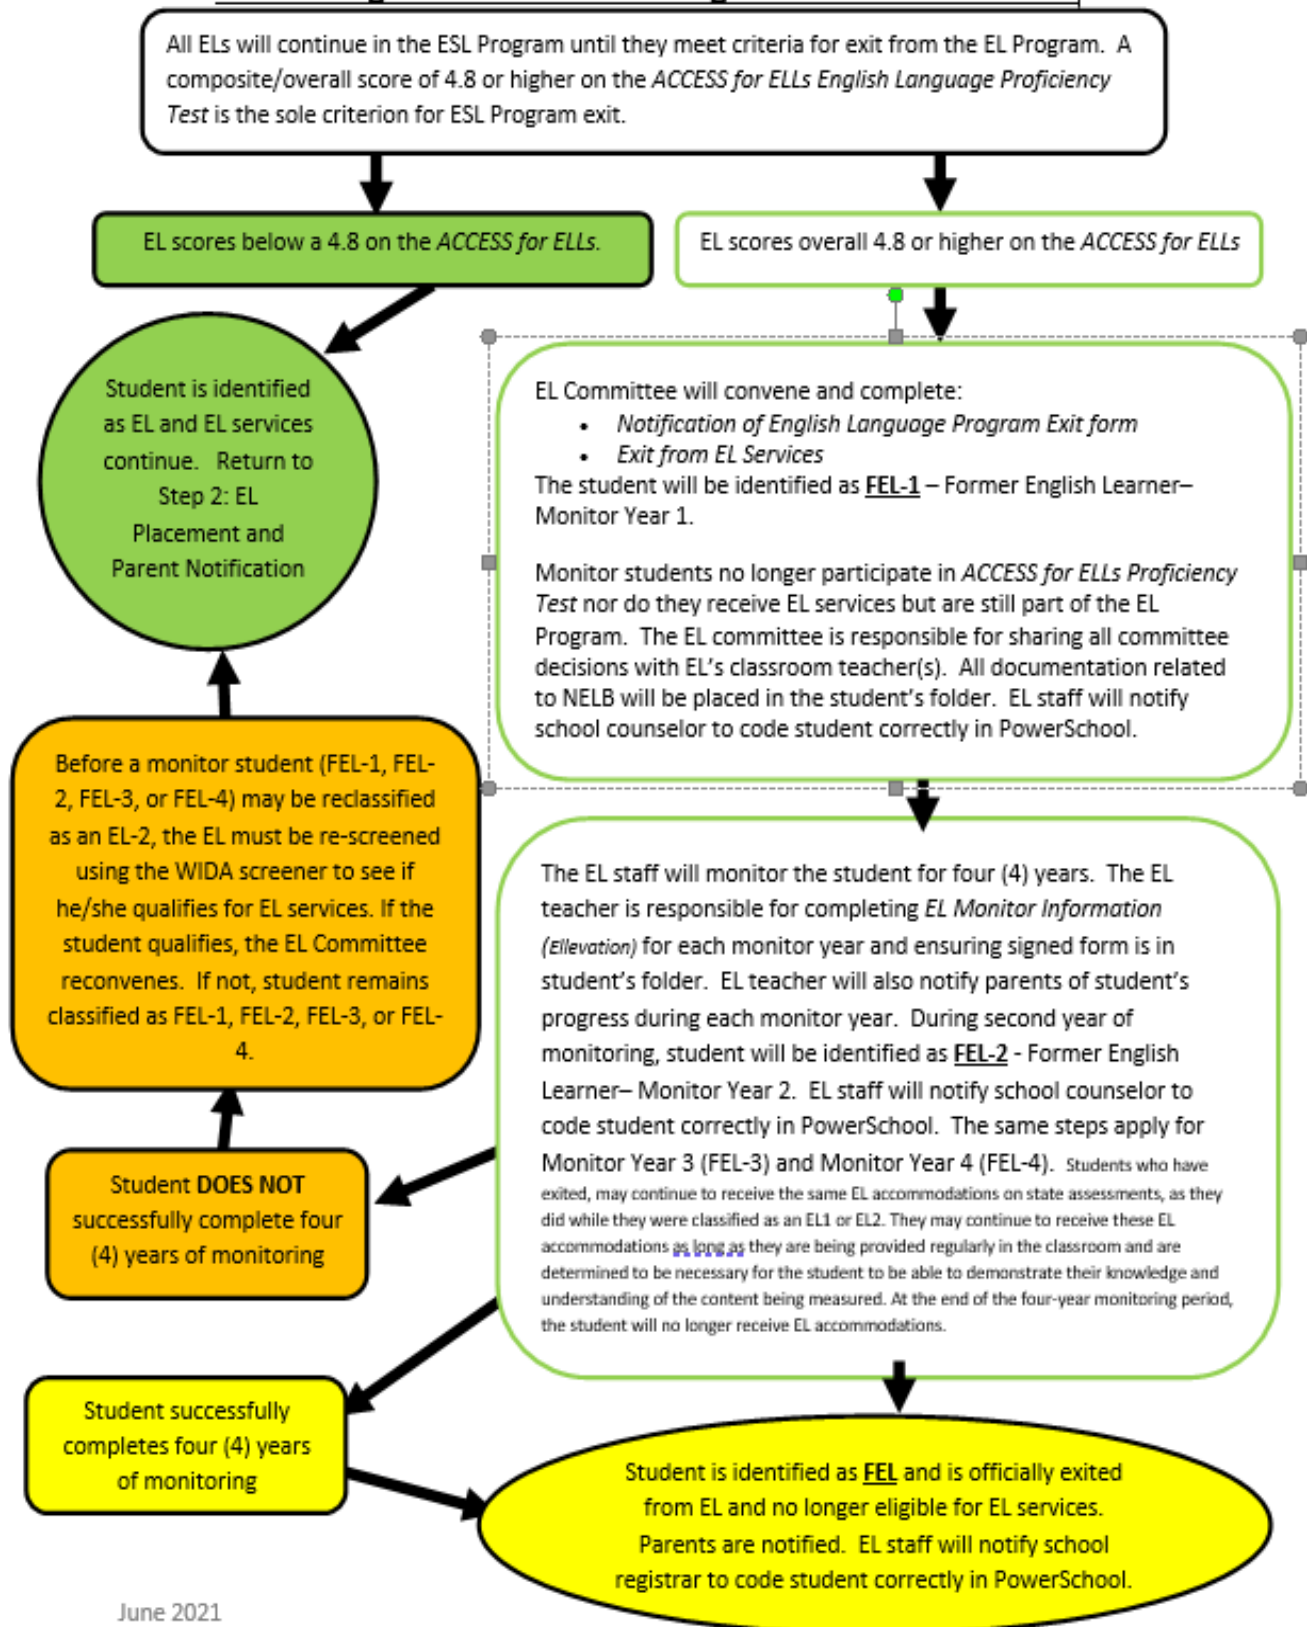 All ELs will continue in the ESL Program until they meet criteria for exit from the EL Program. A
composite/overall score of 4.8 or higher on the ACCESS for ELLs English Language Proficiency
Test is the sole criterion for ESL Program exit.
EL scores below a 4.8 on the ACCESS for ELLs.
EL scores overall 4.8 or higher on the ACCESS for ELLs
Student is identified
as EL and EL services
continue. Return to
Step 2: EL
Placement and
Parent Notification
EL Committee will convene and complete:
• Notification of English Language Program Exit form
• Exit from EL Services
The student will be identified as FEL-1 – Former English Learner–
Monitor Year 1.
Monitor students no longer participate in ACCESS for ELLs Proficiency
Test nor do they receive EL services but are still part of the EL
Program. The EL committee is responsible for sharing all committee
decisions with EL's classroom teacher(s). All documentation related
to NELB will be placed in the student's folder. EL staff will notify
school counselor to code student correctly in PowerSchool.
Before a monitor student (FEL-1, FEL-
2, FEL-3, or FEL-4) may be reclassified
as an EL-2, the EL must be re-screened
using the WIDA screener to see if
he/she qualifies for EL services. If the
student qualifies, the EL Committee
reconvenes. If not, student remains
classified as FEL-1, FEL-2, FEL-3, or FEL-
4.
The EL staff will monitor the student for four (4) years. The EL
teacher is responsible for completing EL Monitor Information
(Ellevation) for each monitor year and ensuring signed form is in
student's folder. EL teacher will also notify parents of student's
progress during each monitor year. During second year of
monitoring, student will be identified as FEL-2 - Former English
Learner– Monitor Year 2. EL staff will notify school counselor to
code student correctly in PowerSchool. The same steps apply for
Monitor Year 3 (FEL-3) and Monitor Year 4 (FEL-4). Students who have
exited, may continue to receive the same EL accommodations on state assessments, as they
did while they were classified as an EL1 or EL2. They may continue to receive these EL
accommodations as long as they are being provided regularly in the classroom and are
determined to be necessary for the student to be able to demonstrate their knowledge and
understanding of the content being measured. At the end of the four-year monitoring period,
the student will no longer receive EL accommodations.
Student DOES NOT
successfully complete four
(4) years of monitoring
Student successfully
completes four (4) years
of monitoring
Student is identified as FEL and is officially exited
from EL and no longer eligible for EL services.
Parents are notified. EL staff will notify school
registrar to code student correctly in PowerSchool.
June 2021